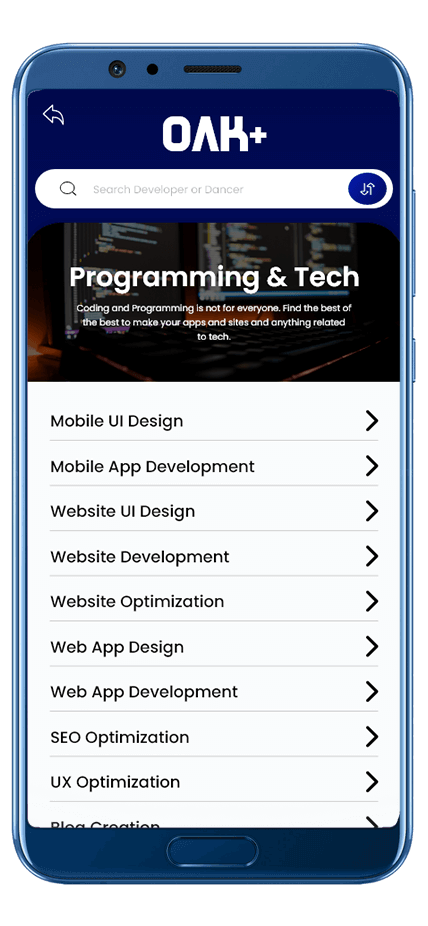 OAK+
Search Developer or Dancer
Programming & Tech
Coding and Programming is not for everyone. Find the best of
the best to make your apps and sites and anything related
to tech.
Mobile UI Design
Mobile App Development
Website UI Design
Website Development
Website Optimization
Web App Design
Web App Development
SEO Optimization
UX Optimization
Blog Creation